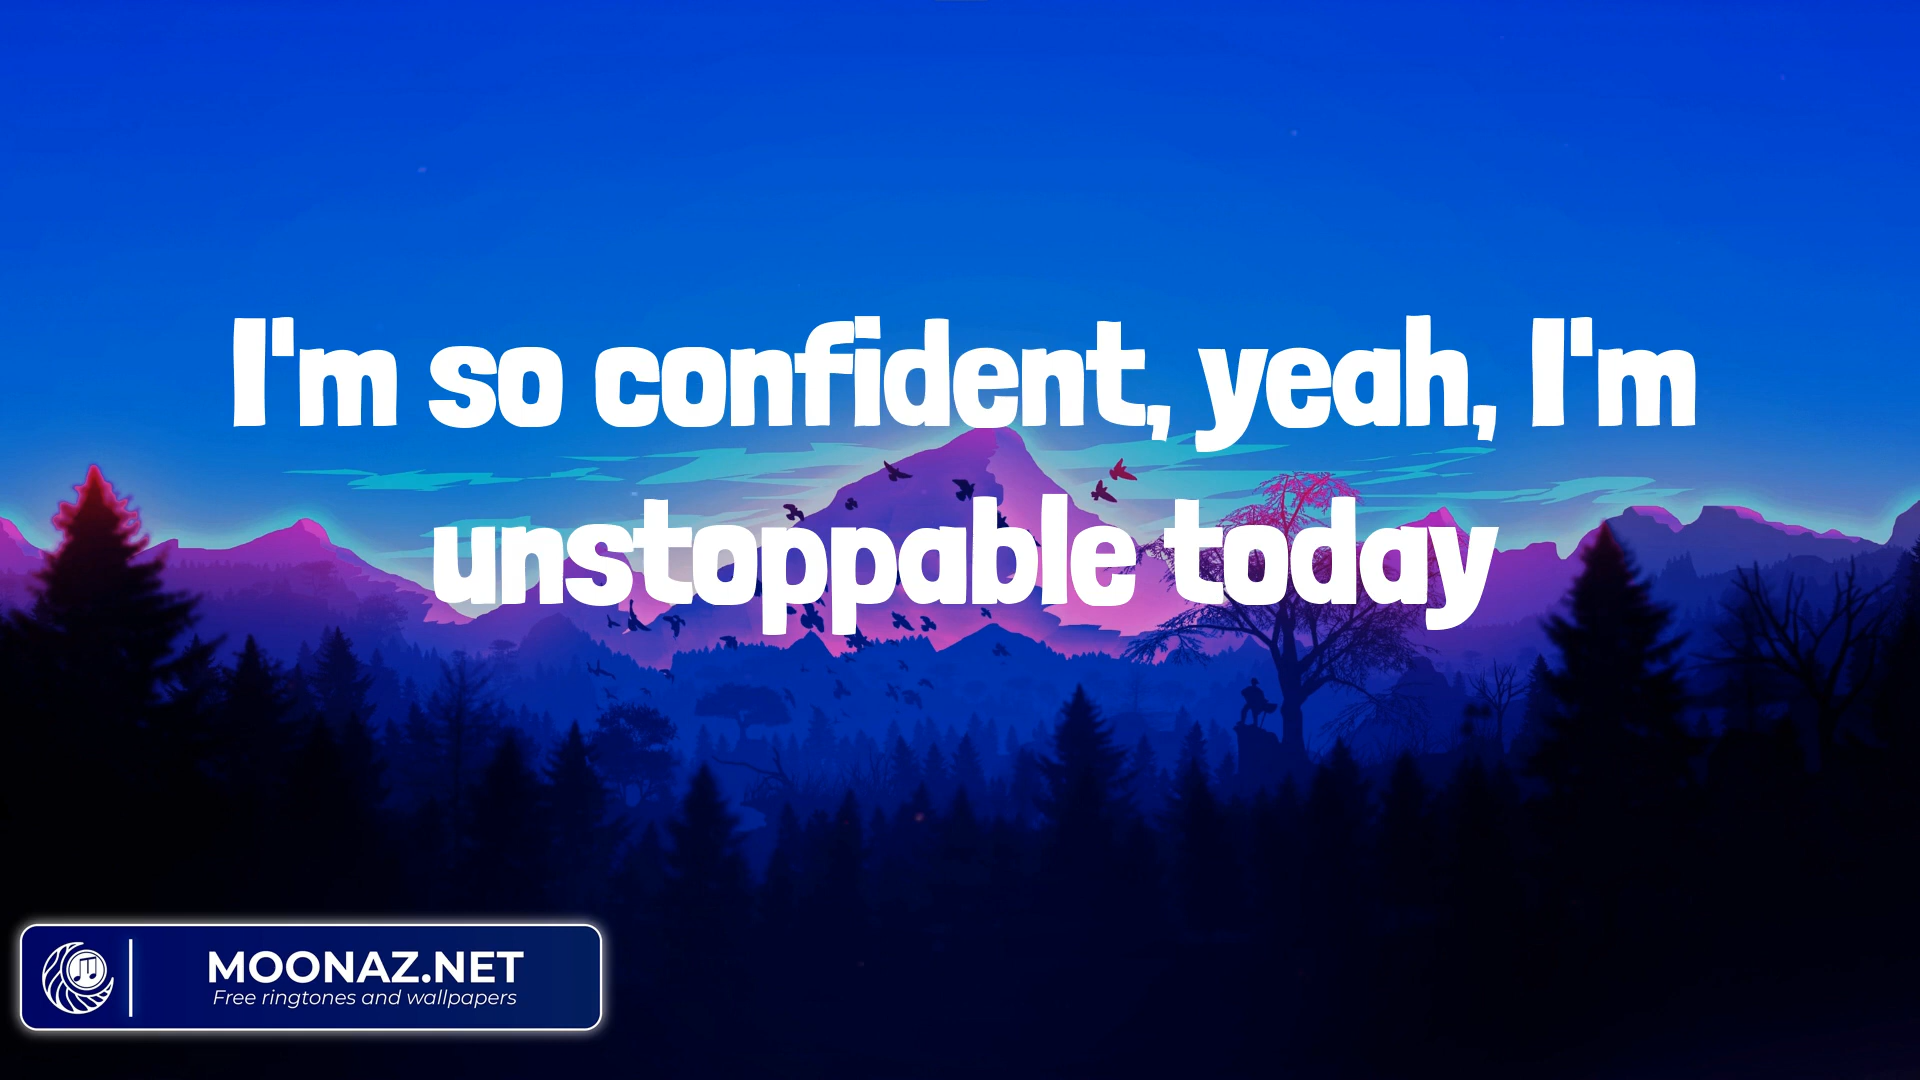 I'm so confident, yeah, I'm
unstoppable today
MOONAZ.NET
Free ringtones and wallpapers